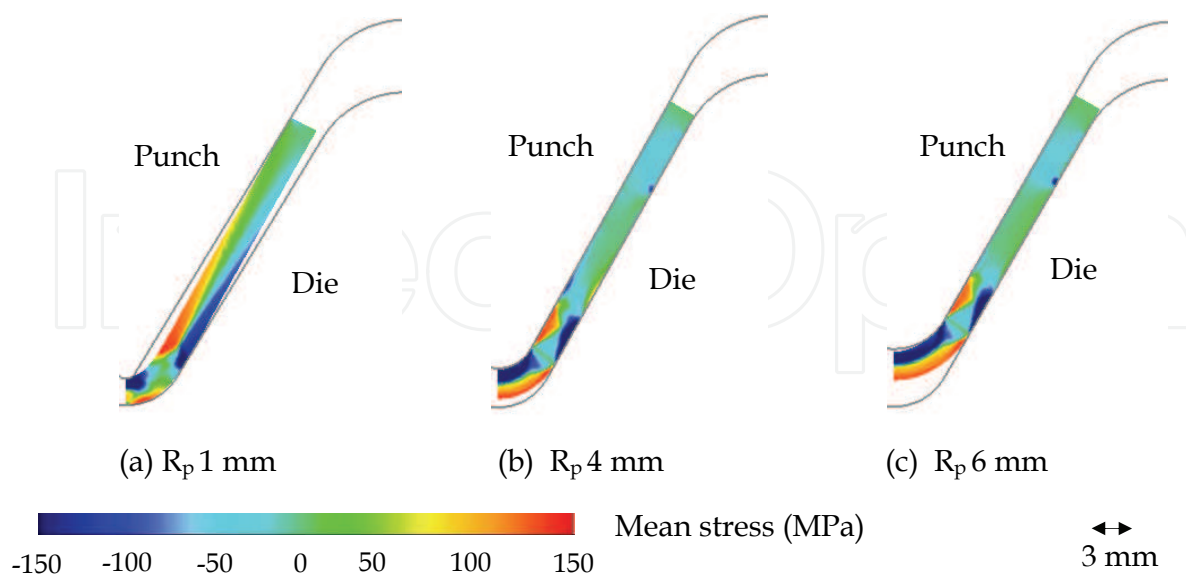 Punch
Die
Punch
Die
Punch
Die
(a) Rₚ 1 mm
(b) Rₚ 4 mm
(c) Rₚ 6 mm
Mean stress (MPa)
-150 -100 -50 0 50 100 150
3 mm